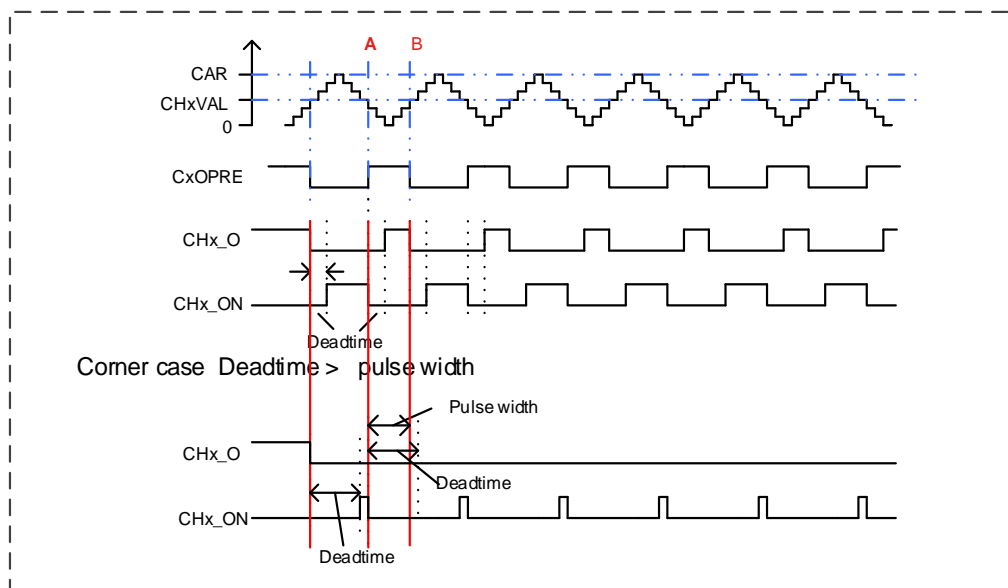 A B
CAR
CHxVAL
0
CxOPRE
CHx_O
CHx_ON
Deadtime
Corner case Deadtime > pulse width
Pulse width
CHx_O
Deadtime
CHx_ON
Deadtime